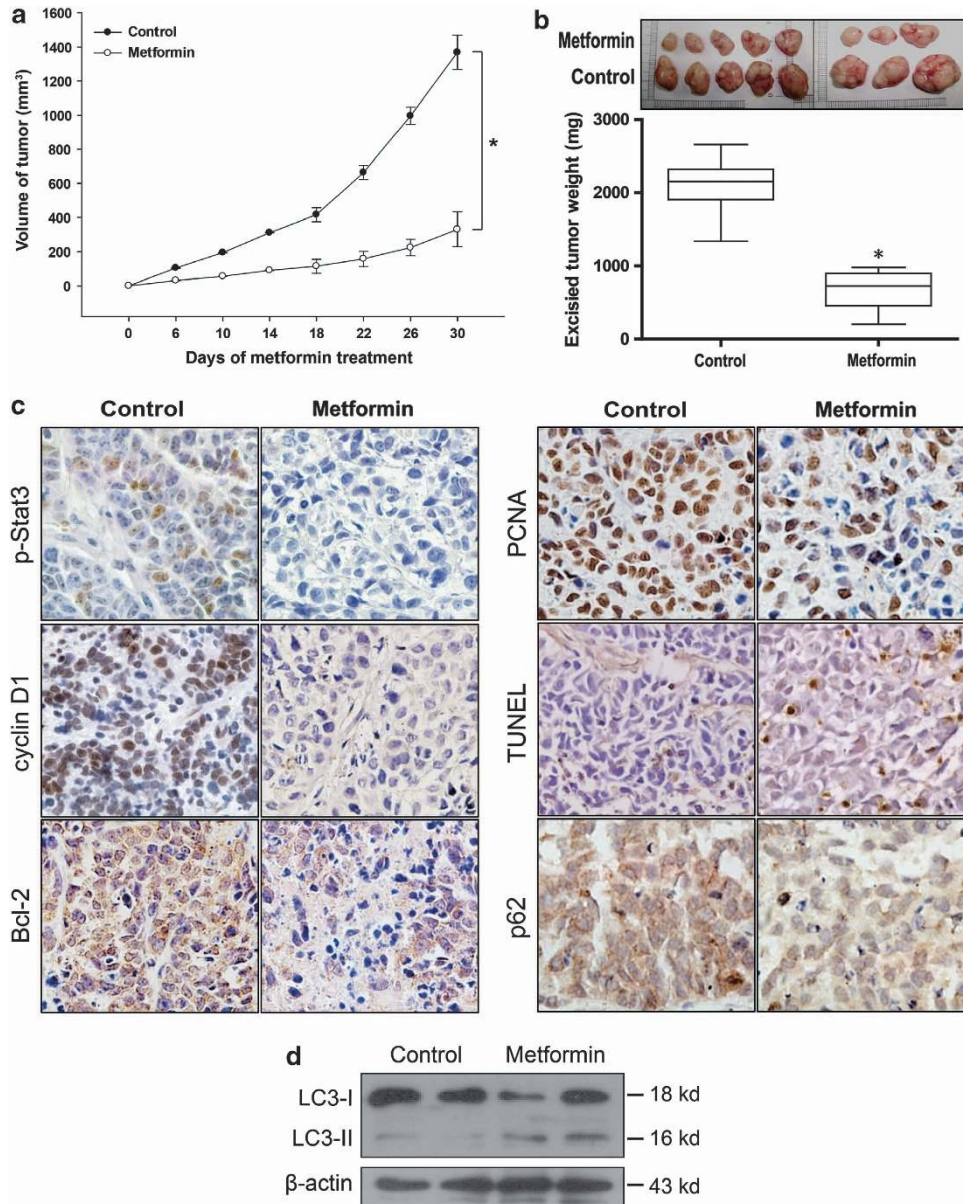 a
Control
Metformin
Volume of tumor (mm³)
1400
1600
1200
1000
800
600
400
200
0
*
0 6 10 14 18 22 26 30
Days of metformin treatment
b
Metformin
Control
Excisied tumor weight (mg)
3000
2000
1000
0
*
Control Metformin
c
Control Metformin
p-Stat3
cyclin D1
Bcl-2
Control Metformin
PCNA
TUNEL
p62
d
Control Metformin
LC3-I 18 kd
LC3-II 16 kd
β-actin 43 kd